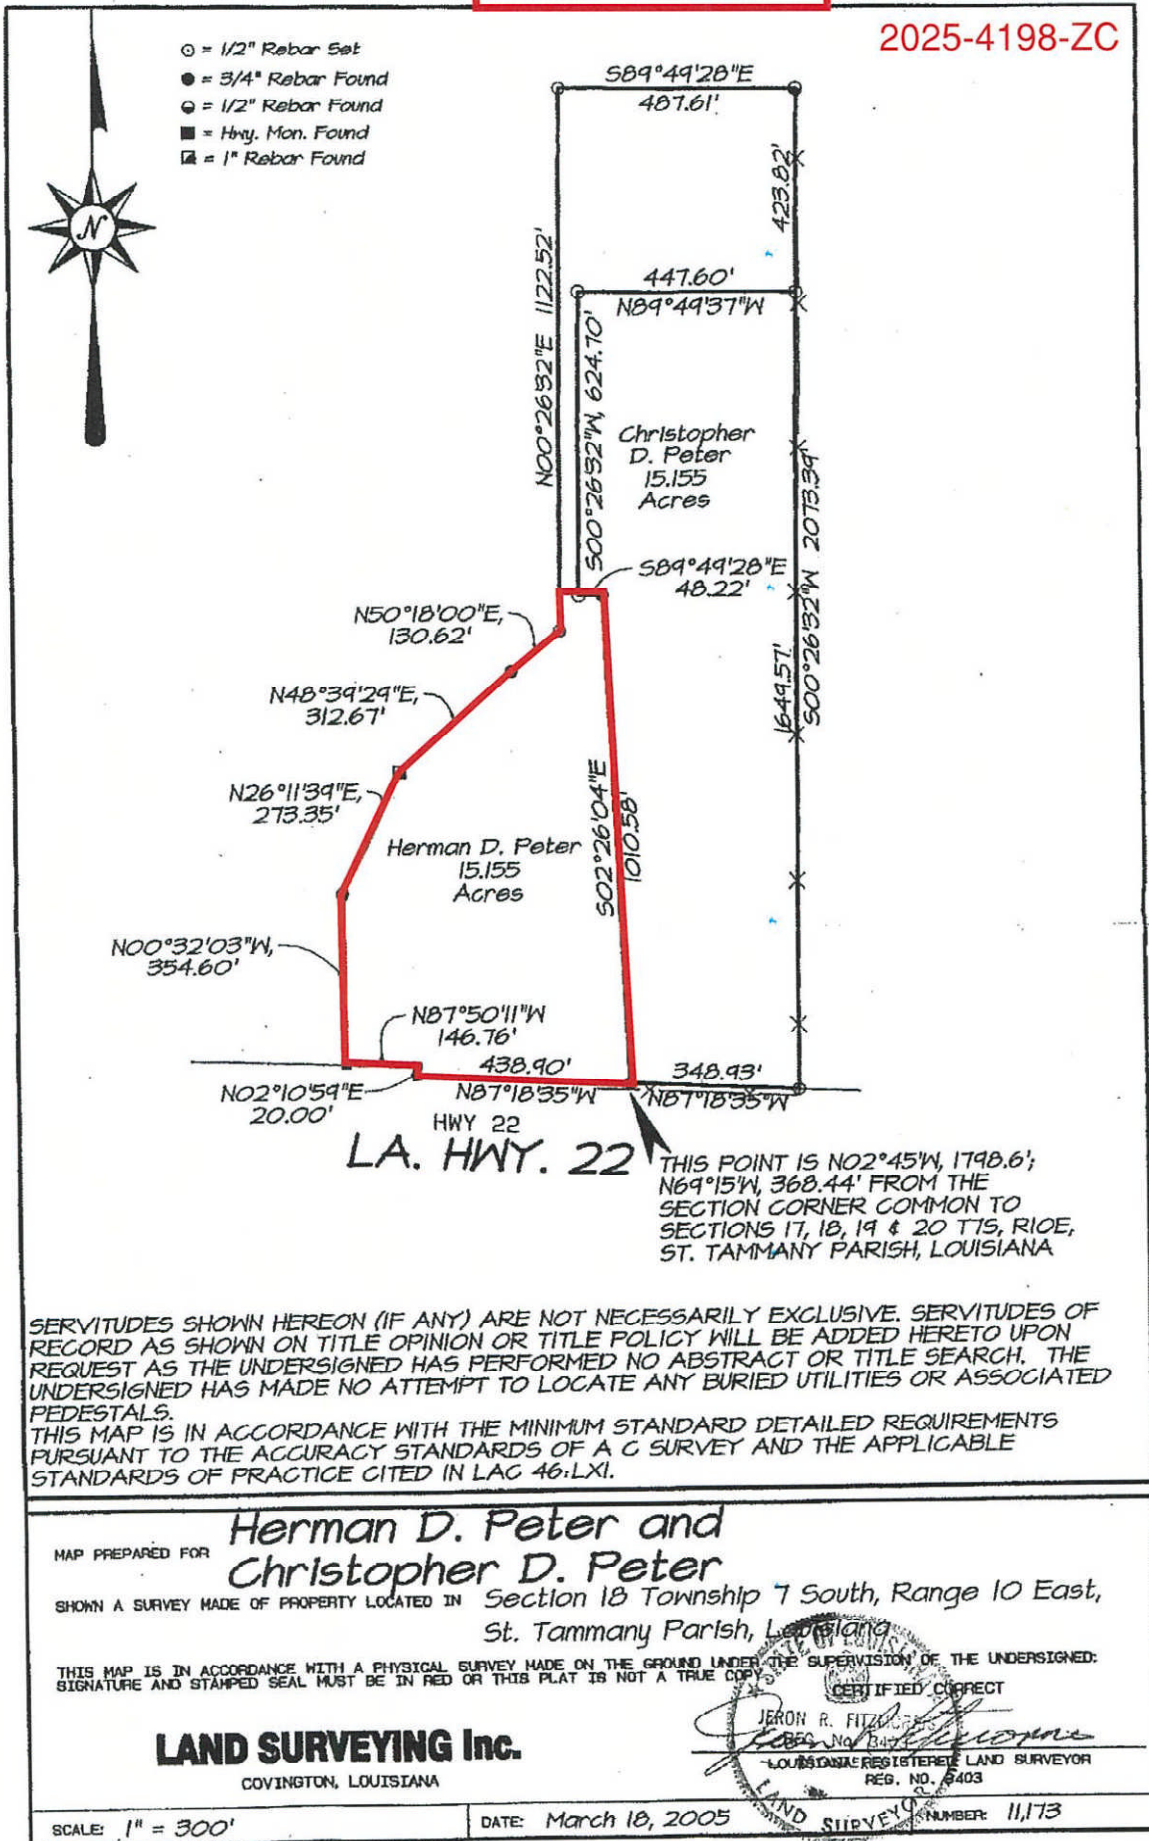 2025-4198-ZC
= 1/2" Rebar Set
= 3/4" Rebar Found
= 1/2" Rebar Found
= Hwy. Mon. Found
= 1" Rebar Found
N
S89°49'28"E
487.61'
423.82'
N00°26'32"E 1122.52'
447.60'
N89°49'37"W
S00°26'32"W, 624.70'
Christopher
D. Peter
15.155
Acres
S00°26'32"W 2073.39'
1649.57'
S89°49'28"E
48.22'
N50°18'00"E,
130.62'
N48°39'29"E,
312.67'
N26°11'39"E,
273.35'
Herman D. Peter
15.155
Acres
S02°26'04"E
1010.58'
N00°32'03"W,
354.60'
N87°50'11"W
146.76'
438.90'
N87°18'35"W
348.93'
N87°18'35"W
N02°10'59"E
20.00'
HWY 22
LA. HWY. 22
THIS POINT IS N02°45'W, 1798.6';
N69°15'W, 368.44' FROM THE
SECTION CORNER COMMON TO
SECTIONS 17, 18, 19 & 20 T7S, R10E,
ST. TAMMANY PARISH, LOUISIANA
SERVITUDES SHOWN HEREON (IF ANY) ARE NOT NECESSARILY EXCLUSIVE. SERVITUDES OF
RECORD AS SHOWN ON TITLE OPINION OR TITLE POLICY WILL BE ADDED HERETO UPON
REQUEST AS THE UNDERSIGNED HAS PERFORMED NO ABSTRACT OR TITLE SEARCH. THE
UNDERSIGNED HAS MADE NO ATTEMPT TO LOCATE ANY BURIED UTILITIES OR ASSOCIATED
PEDESTALS.
THIS MAP IS IN ACCORDANCE WITH THE MINIMUM STANDARD DETAILED REQUIREMENTS
PURSUANT TO THE ACCURACY STANDARDS OF A C SURVEY AND THE APPLICABLE
STANDARDS OF PRACTICE CITED IN LAC 46:LXI.
MAP PREPARED FOR Herman D. Peter and
Christopher D. Peter
SHOWN A SURVEY MADE OF PROPERTY LOCATED IN Section 18 Township 7 South, Range 10 East,
St. Tammany Parish, Louisiana
THIS MAP IS IN ACCORDANCE WITH A PHYSICAL SURVEY MADE ON THE GROUND UNDER THE SUPERVISION OF THE UNDERSIGNED:
SIGNATURE AND STAMPED SEAL MUST BE IN RED OR THIS PLAT IS NOT A TRUE COPY
CERTIFIED CORRECT
STATE OF LOUISIANA
JERON R. FITZMORRIS
REG. No. 8403
LAND SURVEYOR
LOUISIANA REGISTERED LAND SURVEYOR
REG. NO. 8403
LAND SURVEYING Inc.
COVINGTON, LOUISIANA
SCALE: 1" = 300'
DATE: March 18, 2005
NUMBER: 11,173